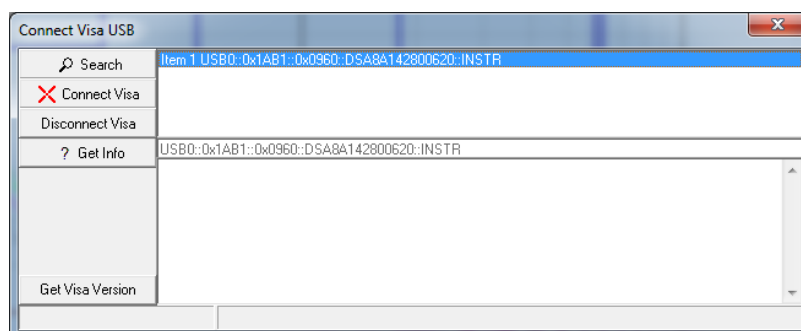 Connect Visa USB
x
Search
Item 1 USB0::0x1AB1::0x0960::DSA8A142800620::INSTR
Connect Visa
Disconnect Visa
? Get Info
USB0::0x1AB1::0x0960::DSA8A142800620::INSTR
Get Visa Version